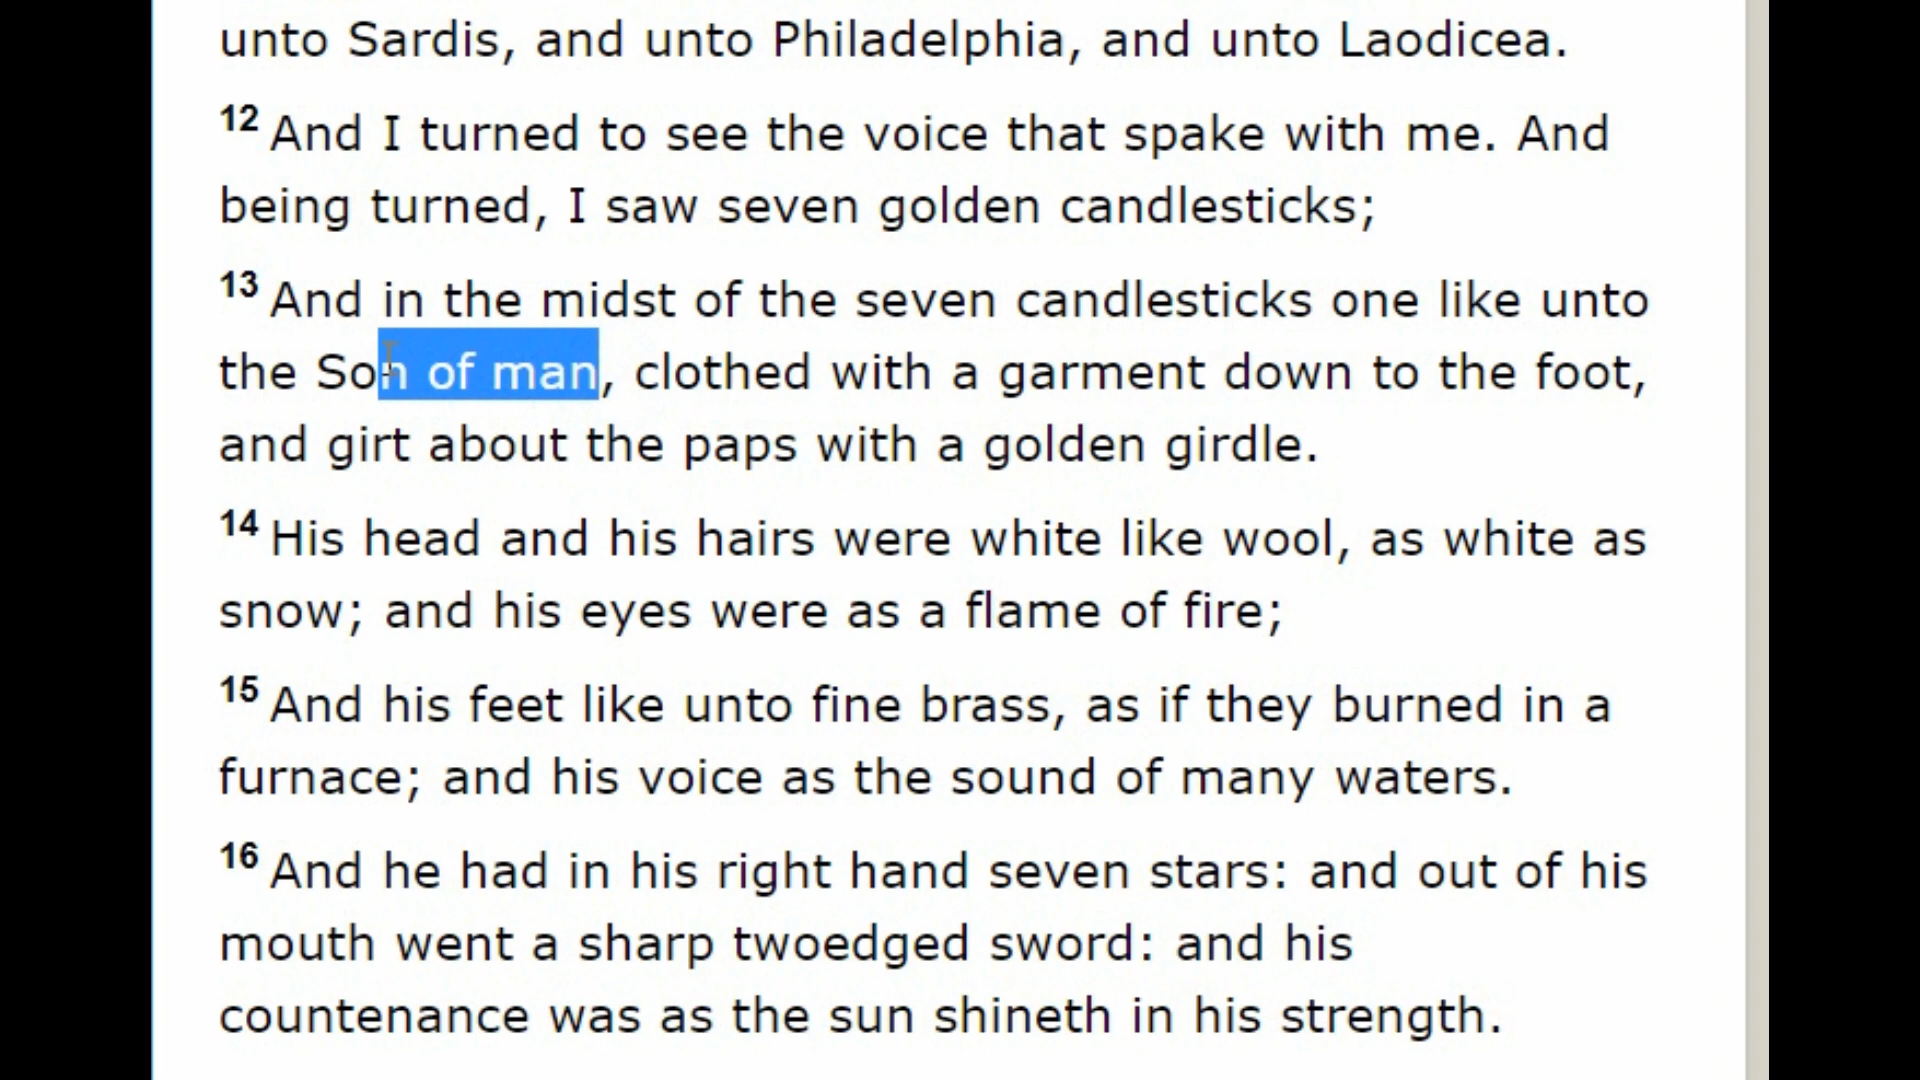 unto Sardis, and unto Philadelphia, and unto Laodicea.
12 And I turned to see the voice that spake with me. And
being turned, I saw seven golden candlesticks;
13 And in the midst of the seven candlesticks one like unto
the Son of man, clothed with a garment down to the foot,
and girt about the paps with a golden girdle.
14 His head and his hairs were white like wool, as white as
snow; and his eyes were as a flame of fire;
15 And his feet like unto fine brass, as if they burned in a
furnace; and his voice as the sound of many waters.
16 And he had in his right hand seven stars: and out of his
mouth went a sharp twoedged sword: and his
countenance was as the sun shineth in his strength.